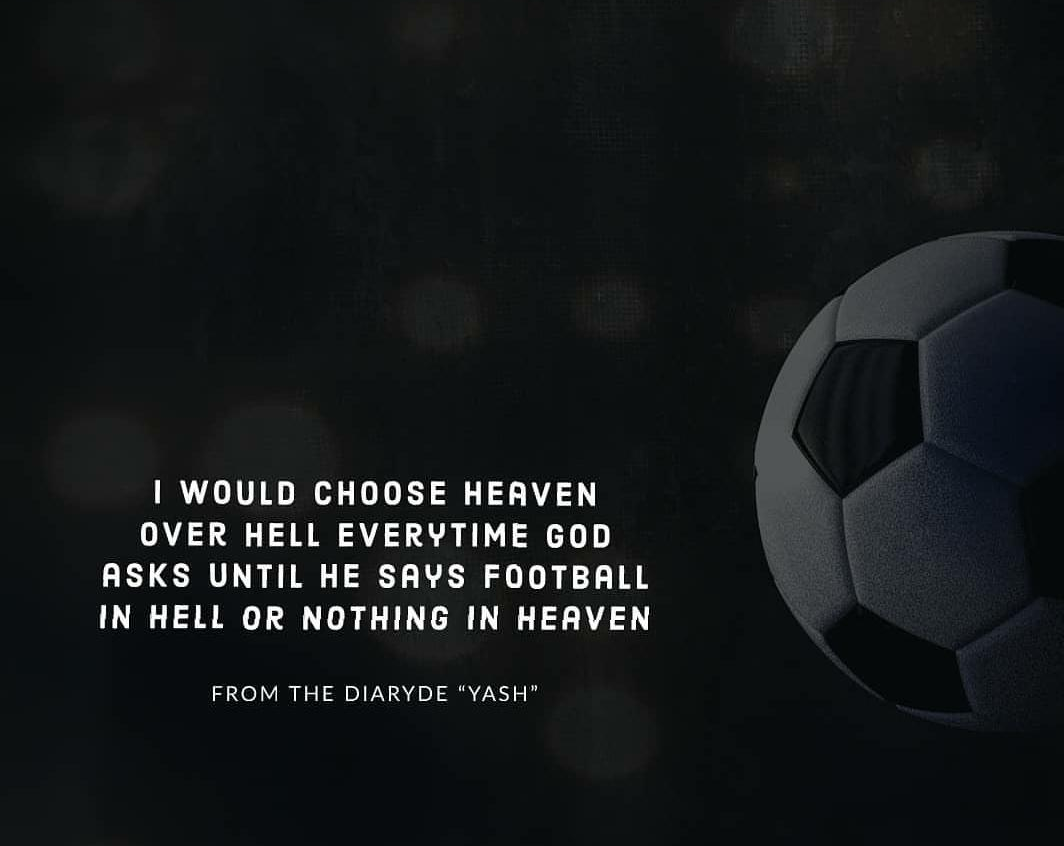 I WOULD CHOOSE HEAVEN
OVER HELL EVERYTIME GOD
ASKS UNTIL HE SAYS FOOTBALL
IN HELL OR NOTHING IN HEAVEN
FROM THE DIARYDE “YASH”